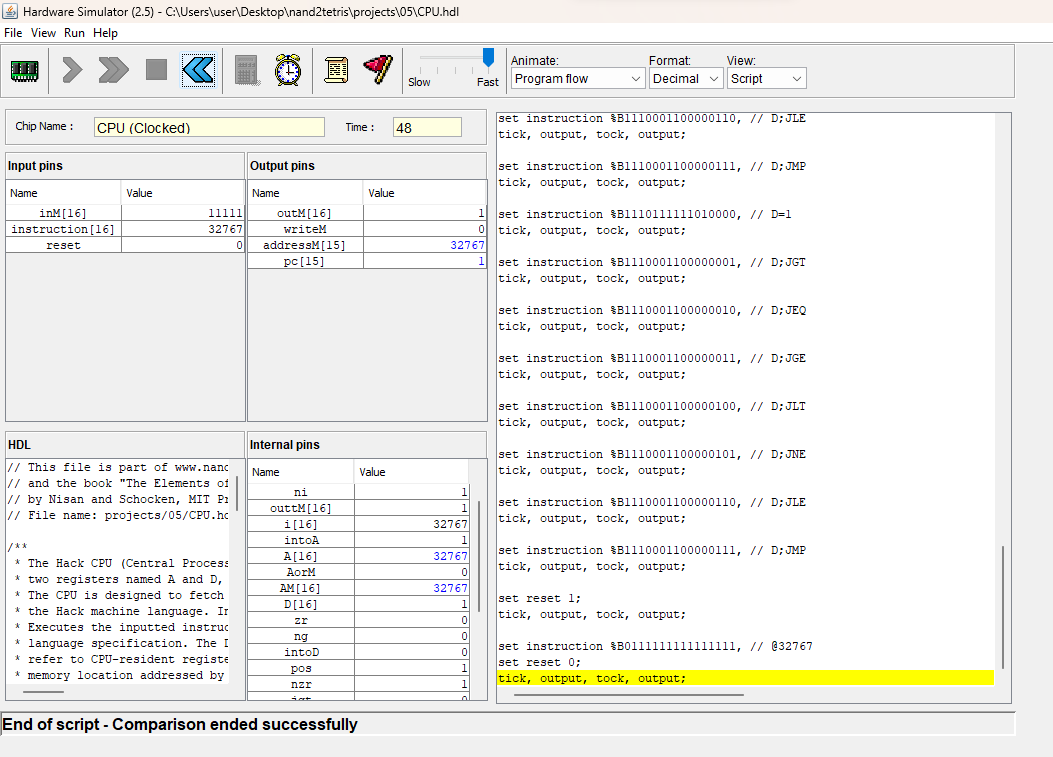 Hardware Simulator (2.5) - C:\Users\user\Desktop\nand2tetris\projects\05\CPU.hdl
File View Run Help
Slow Fast
Animate: Format: View:
Program flow Decimal Script
Chip Name : CPU (Clocked) Time : 48
Input pins
Name Value
inM[16] 11111
instruction[16] 32767
reset 0
Output pins
Name Value
outM[16] 1
writeM 0
addressM[15] 32767
pc[15] 1
HDL
// This file is part of www.nand
// and the book "The Elements of
// by Nisan and Schocken, MIT Pr
// File name: projects/05/CPU.hd
/**
* The Hack CPU (Central Process
* two registers named A and D,
* The CPU is designed to fetch
* the Hack machine language. In
* Executes the inputted instruc
* language specification. The D
* refer to CPU-resident registe
* memory location addressed by
Internal pins
Name Value
ni 1
outtM[16] 1
i[16] 32767
intoA 1
A[16] 32767
AorM 0
AM[16] 32767
D[16] 1
zr 0
ng 0
intoD 0
pos 1
nzr 1
jgt 0
set instruction %B1110001100000110, // D;JLE
tick, output, tock, output;
set instruction %B1110001100000111, // D;JMP
tick, output, tock, output;
set instruction %B1110111111010000, // D=1
tick, output, tock, output;
set instruction %B1110001100000001, // D;JGT
tick, output, tock, output;
set instruction %B1110001100000010, // D;JEQ
tick, output, tock, output;
set instruction %B1110001100000011, // D;JGE
tick, output, tock, output;
set instruction %B1110001100000100, // D;JLT
tick, output, tock, output;
set instruction %B1110001100000101, // D;JNE
tick, output, tock, output;
set instruction %B1110001100000110, // D;JLE
tick, output, tock, output;
set instruction %B1110001100000111, // D;JMP
tick, output, tock, output;
set reset 1;
tick, output, tock, output;
set instruction %B0111111111111111, // @32767
set reset 0;
tick, output, tock, output;
End of script - Comparison ended successfully